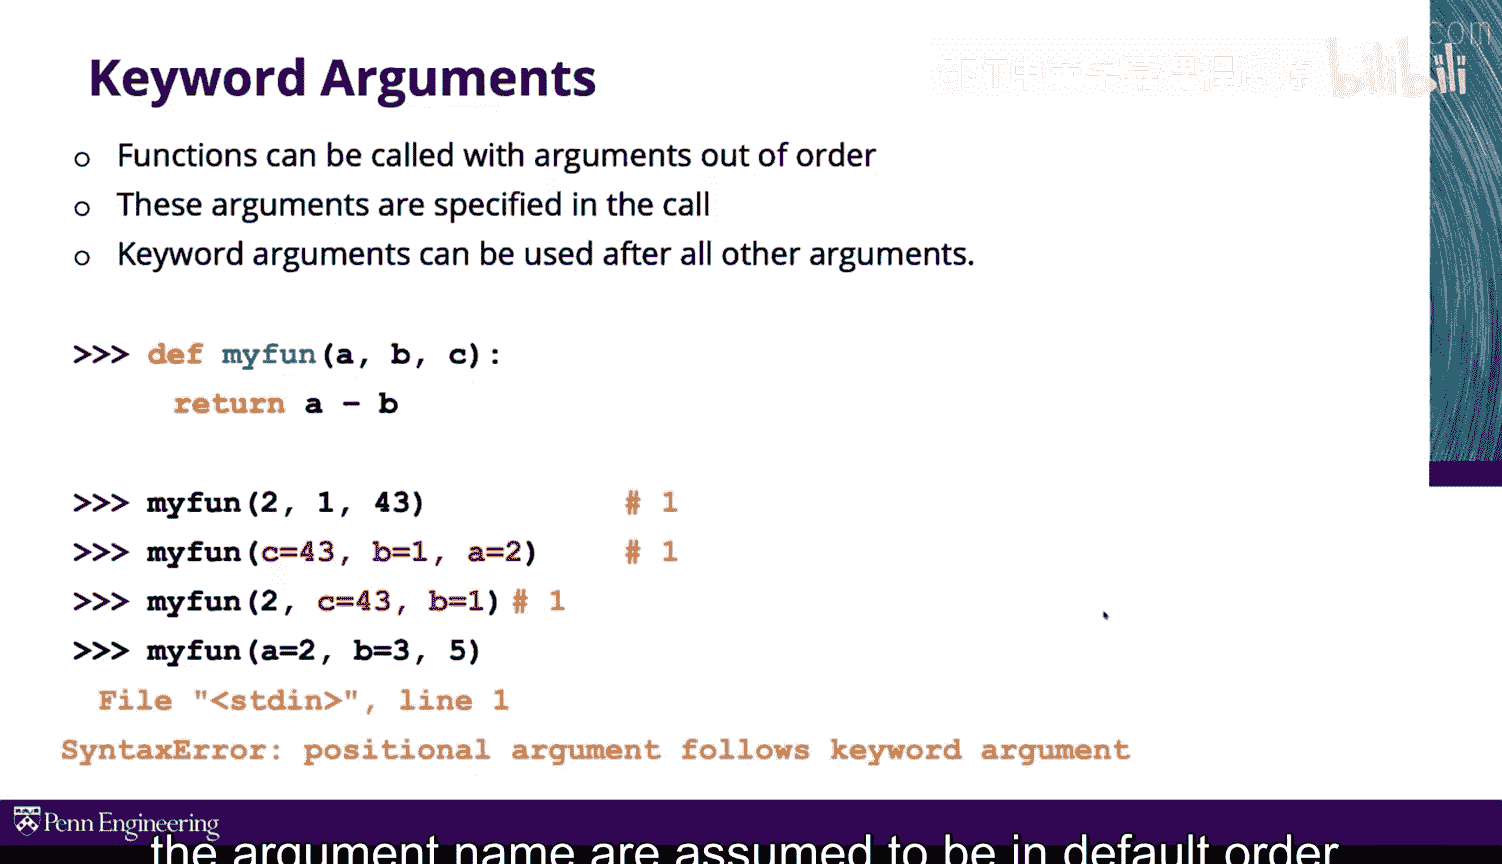 .com
bilibili
Keyword Arguments
Functions can be called with arguments out of order
These arguments are specified in the call
Keyword arguments can be used after all other arguments.
>>> def myfun(a, b, c):
return a - b
>>> myfun(2, 1, 43) # 1
>>> myfun(c=43, b=1, a=2) # 1
>>> myfun(2, c=43, b=1) # 1
>>> myfun(a=2, b=3, 5)
File "<stdin>", line 1
SyntaxError: positional argument follows keyword argument
Penn Engineering
the argument name are assumed to be in default order